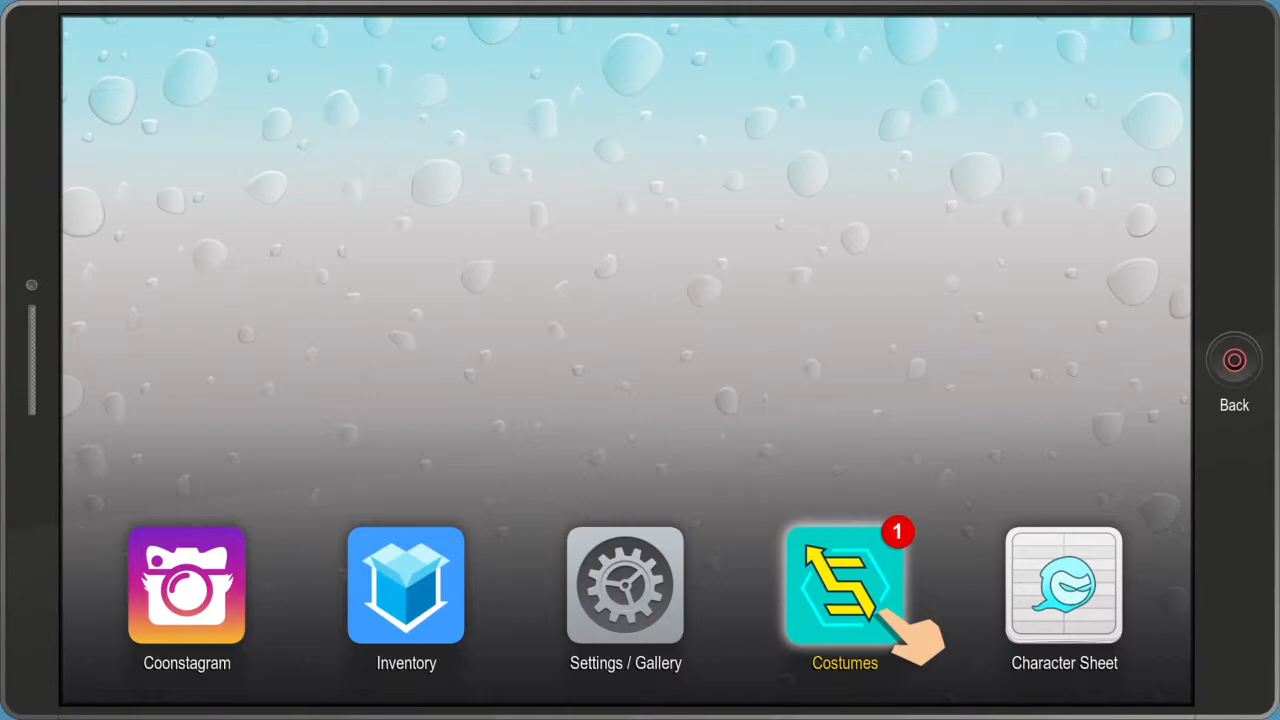 Back
1
Coonstagram
Inventory
Settings / Gallery
Costumes
Character Sheet